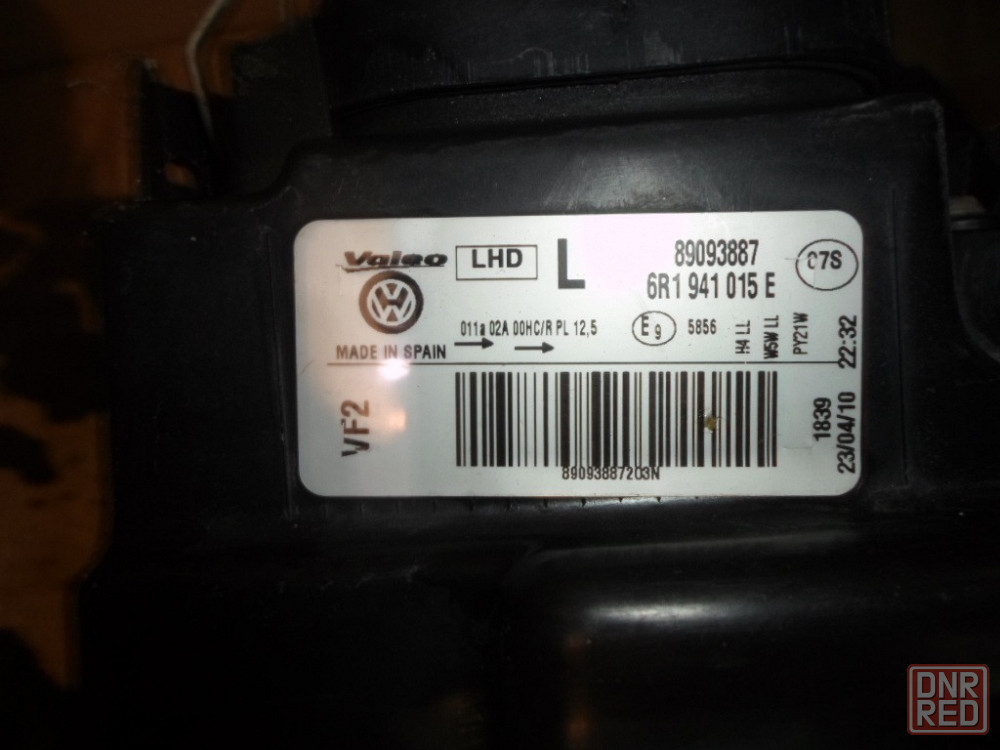 Valeo LHD L 89093887 07S
6R1 941 015 E
011a 02A 00HC/R PL 12,5 E9 5856
H4 LL
W5W LL
PY21W
MADE IN SPAIN
VF2
89093887203N
1839
23/04/10 22:32
DNR
RED